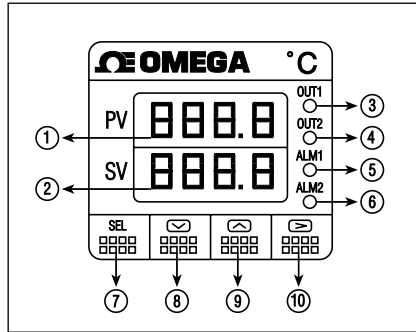 OMEGA °C
OUT1
③
PV 888.8
OUT2
① ④
ALM1
SV 888.8 ⑤
② ALM2
⑥
SEL
⑦ ⑧ ⑨ ⑩